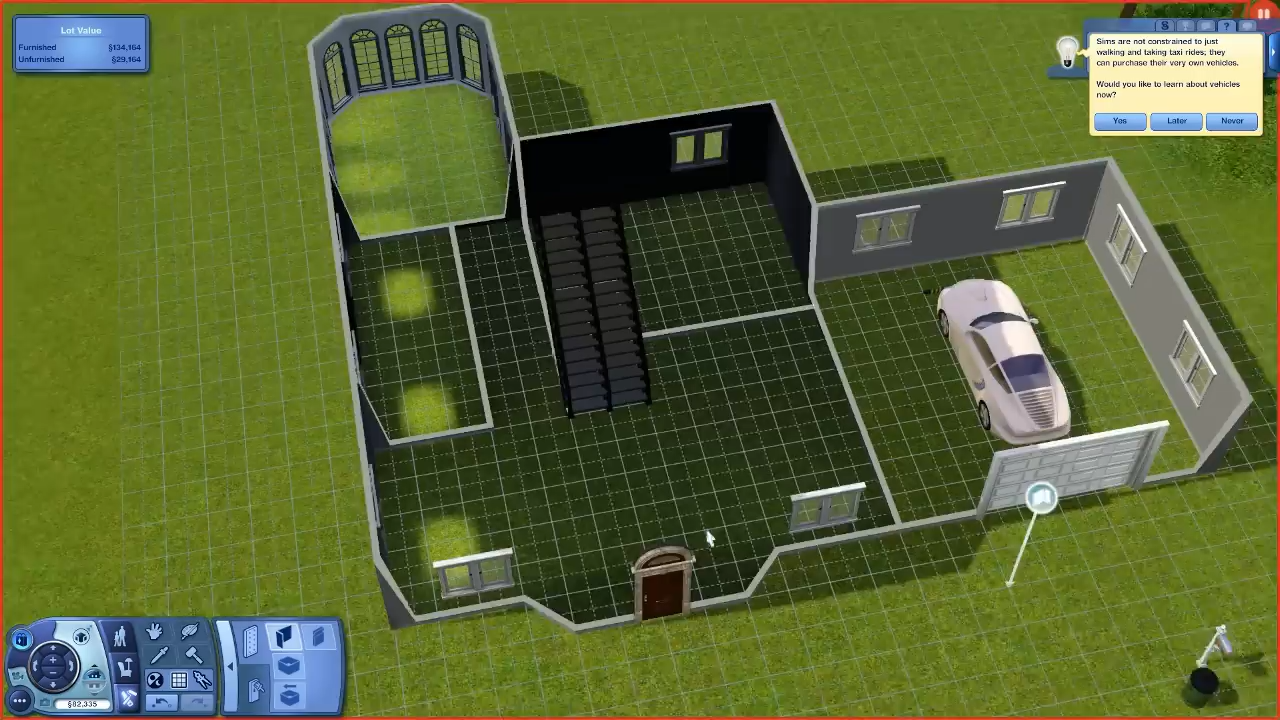 Lot Value
Furnished §134,164
Unfurnished §29,164
Sims are not constrained to just
walking and taking taxi rides; they
can purchase their very own vehicles.
Would you like to learn about vehicles
now?
Yes Later Never
§82,335